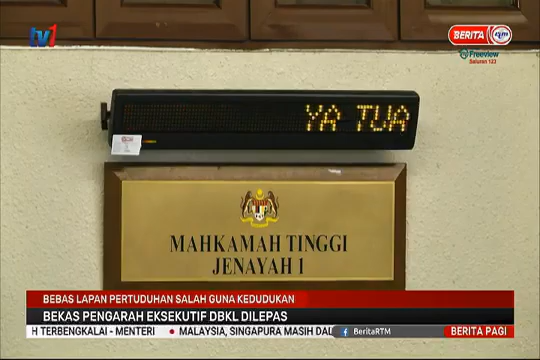 tv1
BERITA rtm
Freeview
Saluran 123
YA TUA
MAHKAMAH TINGGI
JENAYAH 1
BEBAS LAPAN PERTUDUHAN SALAH GUNA KEDUDUKAN
BEKAS PENGARAH EKSEKUTIF DBKL DILEPAS
H TERBENGKALAI - MENTERI • MALAYSIA, SINGAPURA MASIH DAL
BeritaRTM
BERITA PAGI